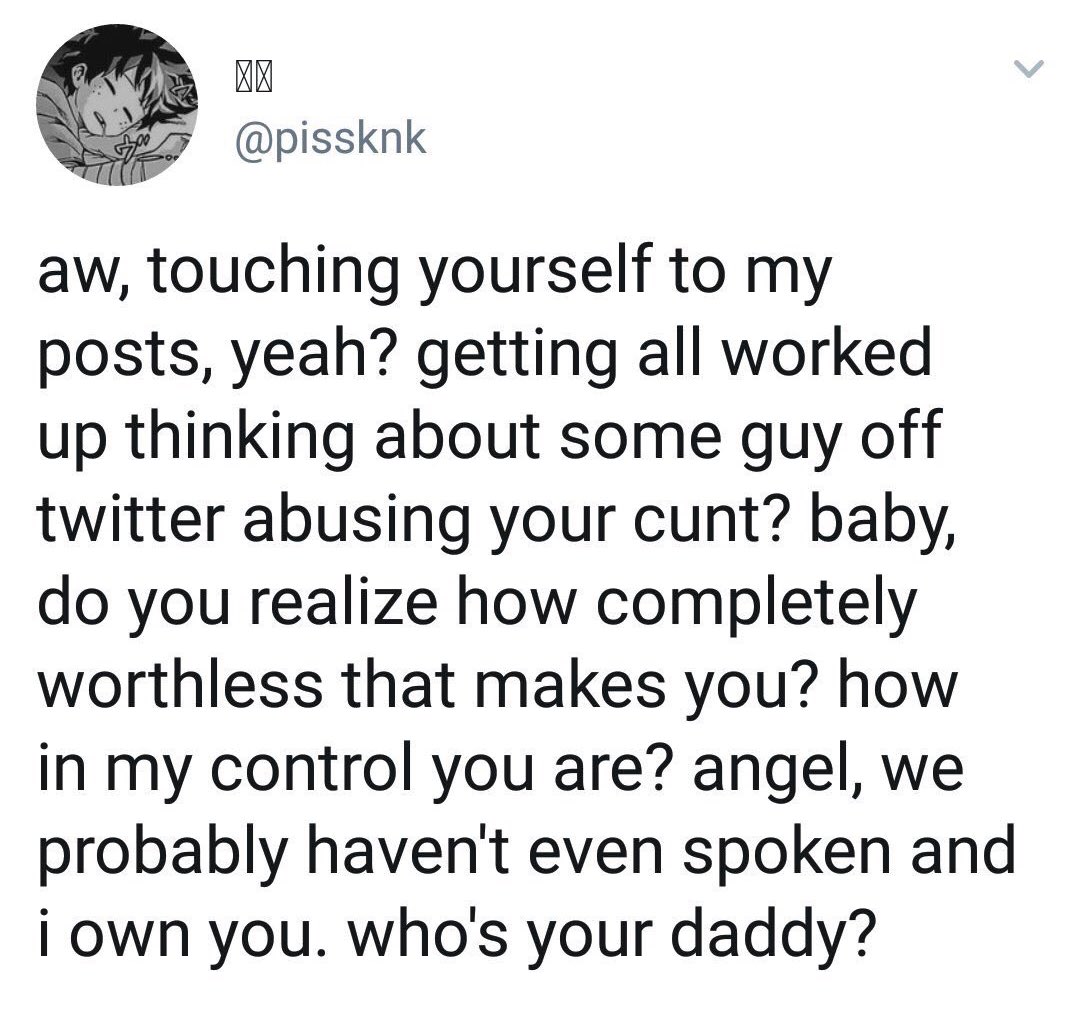 @pissknk
aw, touching yourself to my
posts, yeah? getting all worked
up thinking about some guy off
twitter abusing your cunt? baby,
do you realize how completely
worthless that makes you? how
in my control you are? angel, we
probably haven't even spoken and
i own you. who's your daddy?